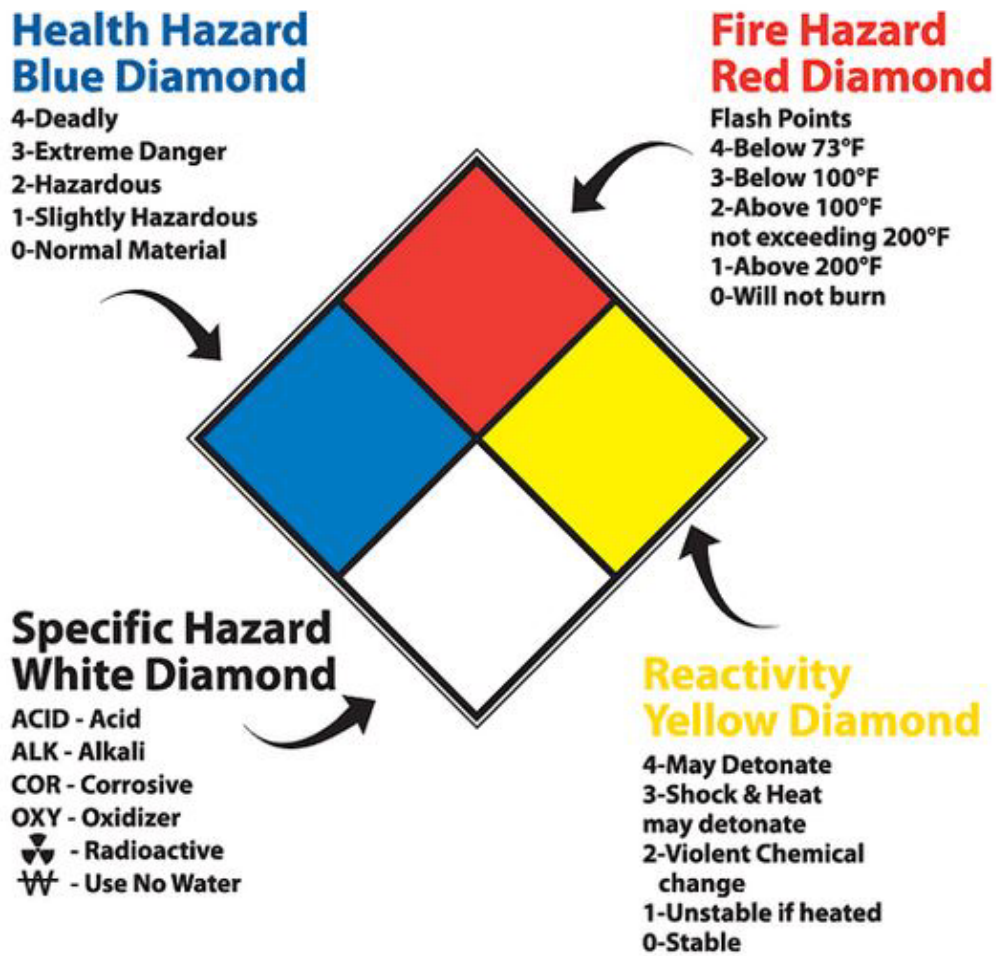 Health Hazard
Blue Diamond
4-Deadly
3-Extreme Danger
2-Hazardous
1-Slightly Hazardous
0-Normal Material
Fire Hazard
Red Diamond
Flash Points
4-Below 73°F
3-Below 100°F
2-Above 100°F
not exceeding 200°F
1-Above 200°F
0-Will not burn
Specific Hazard
White Diamond
ACID - Acid
ALK - Alkali
COR - Corrosive
OXY - Oxidizer
- Radioactive
W - Use No Water
Reactivity
Yellow Diamond
4-May Detonate
3-Shock & Heat
may detonate
2-Violent Chemical
change
1-Unstable if heated
0-Stable